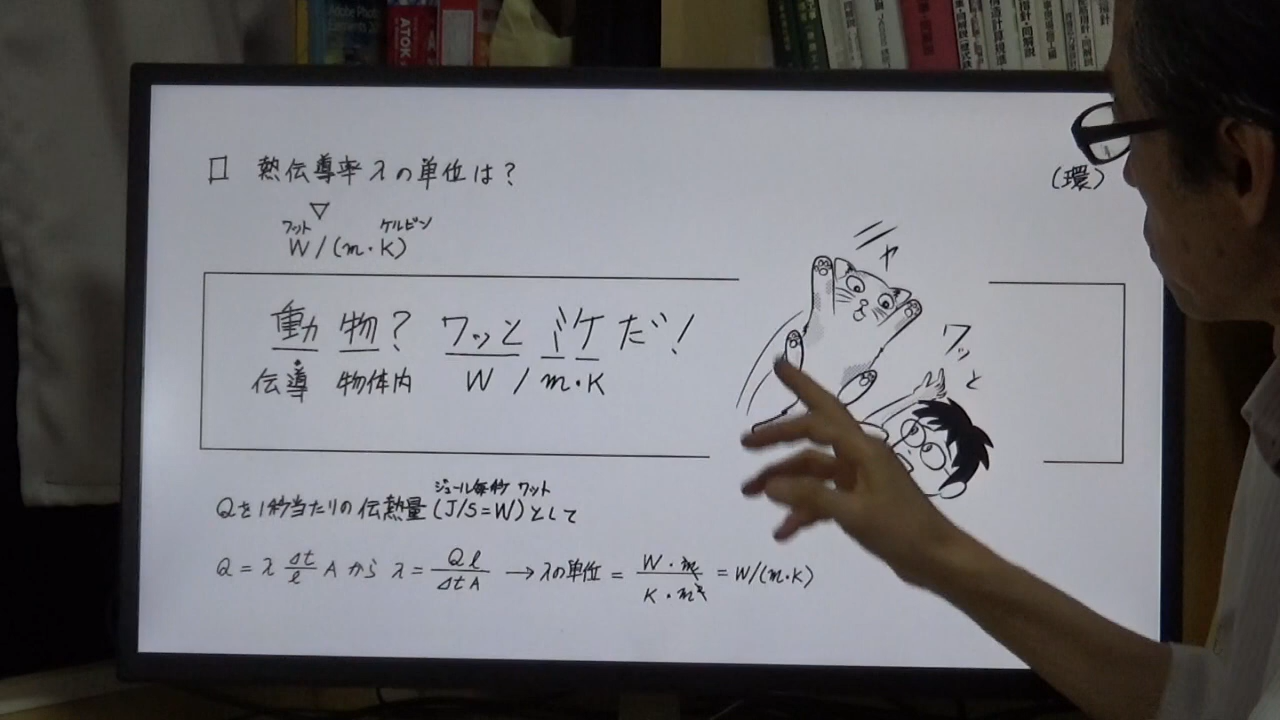 Adobe Photo
ATOK
□ 熱伝導率λの単位は?
(環)
▽
ワット ケルビン
W/(m・K)
ニャ
動物? ワッと ミケだ!
伝導 物体内 W/m・K
ワッと
ジュール毎秒 ワット
Qを1秒当たりの伝熱量(J/S=W)として
Q=λ Δt/ℓ A から λ= Qℓ/ΔtA →λの単位= W・m/K・m² =W/(m・K)